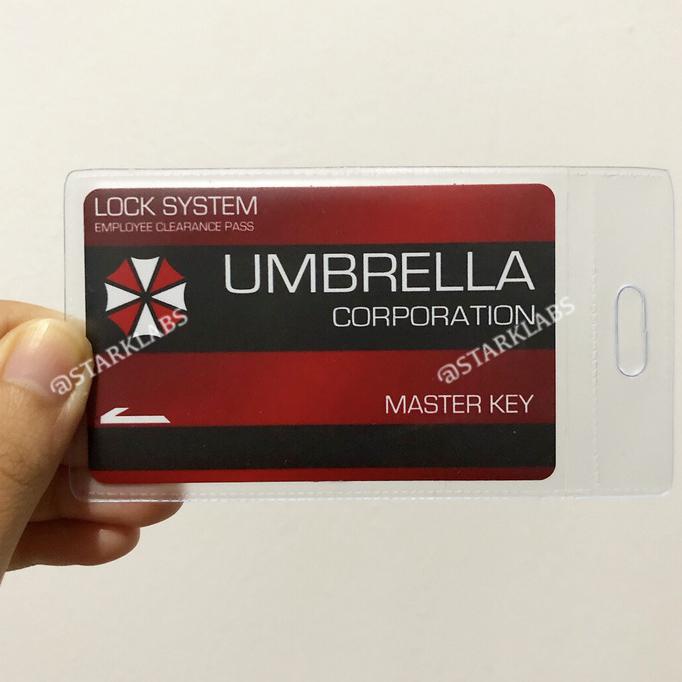 LOCK SYSTEM
EMPLOYEE CLEARANCE PASS
UMBRELLA
CORPORATION
@STARKLABS
@STARKLABS
MASTER KEY